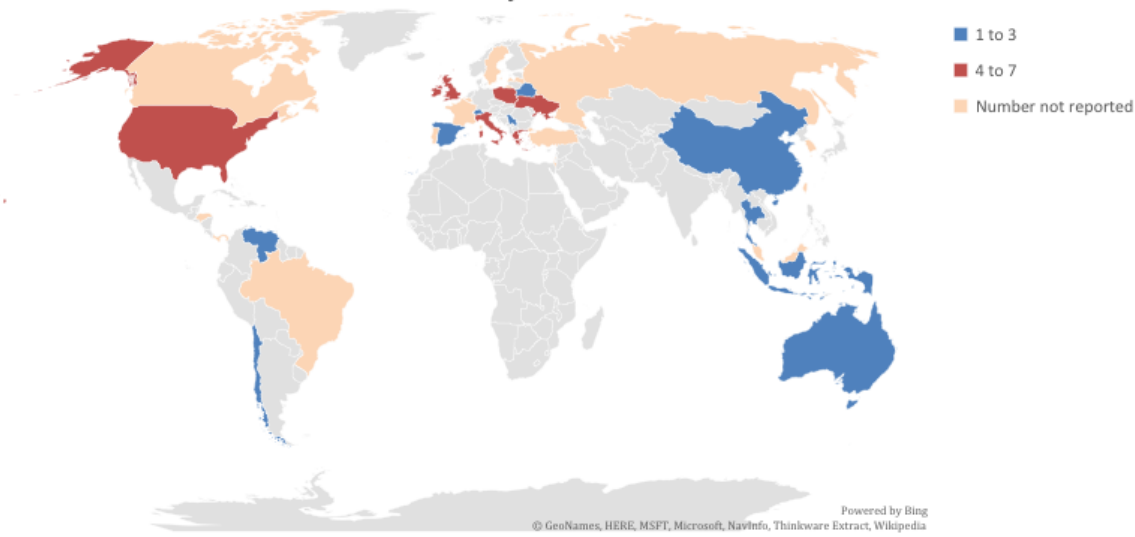 1 to 3
4 to 7
Number not reported
Powered by Bing
© GeoNames, HERE, MSFT, Microsoft, NavInfo, Thinkware Extract, Wikipedia